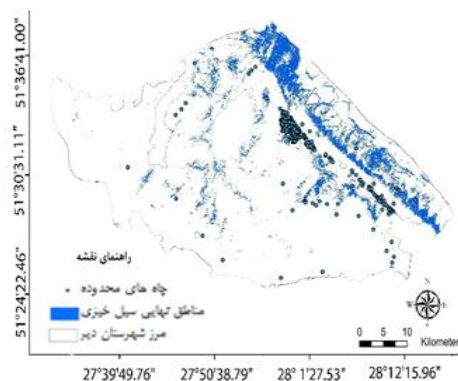 51°36'41.00"
51°30'31.11"
51°24'22.46"
راهنمای نقشه
چاه های محدوده
مناطق نهایی سیل خیزی
مرز شهرستان دیر
N
W
E
S
0 5 10
Kilometer
27°39'49.76"
27°50'38.79"
28°1'27.53"
28°12'15.96"